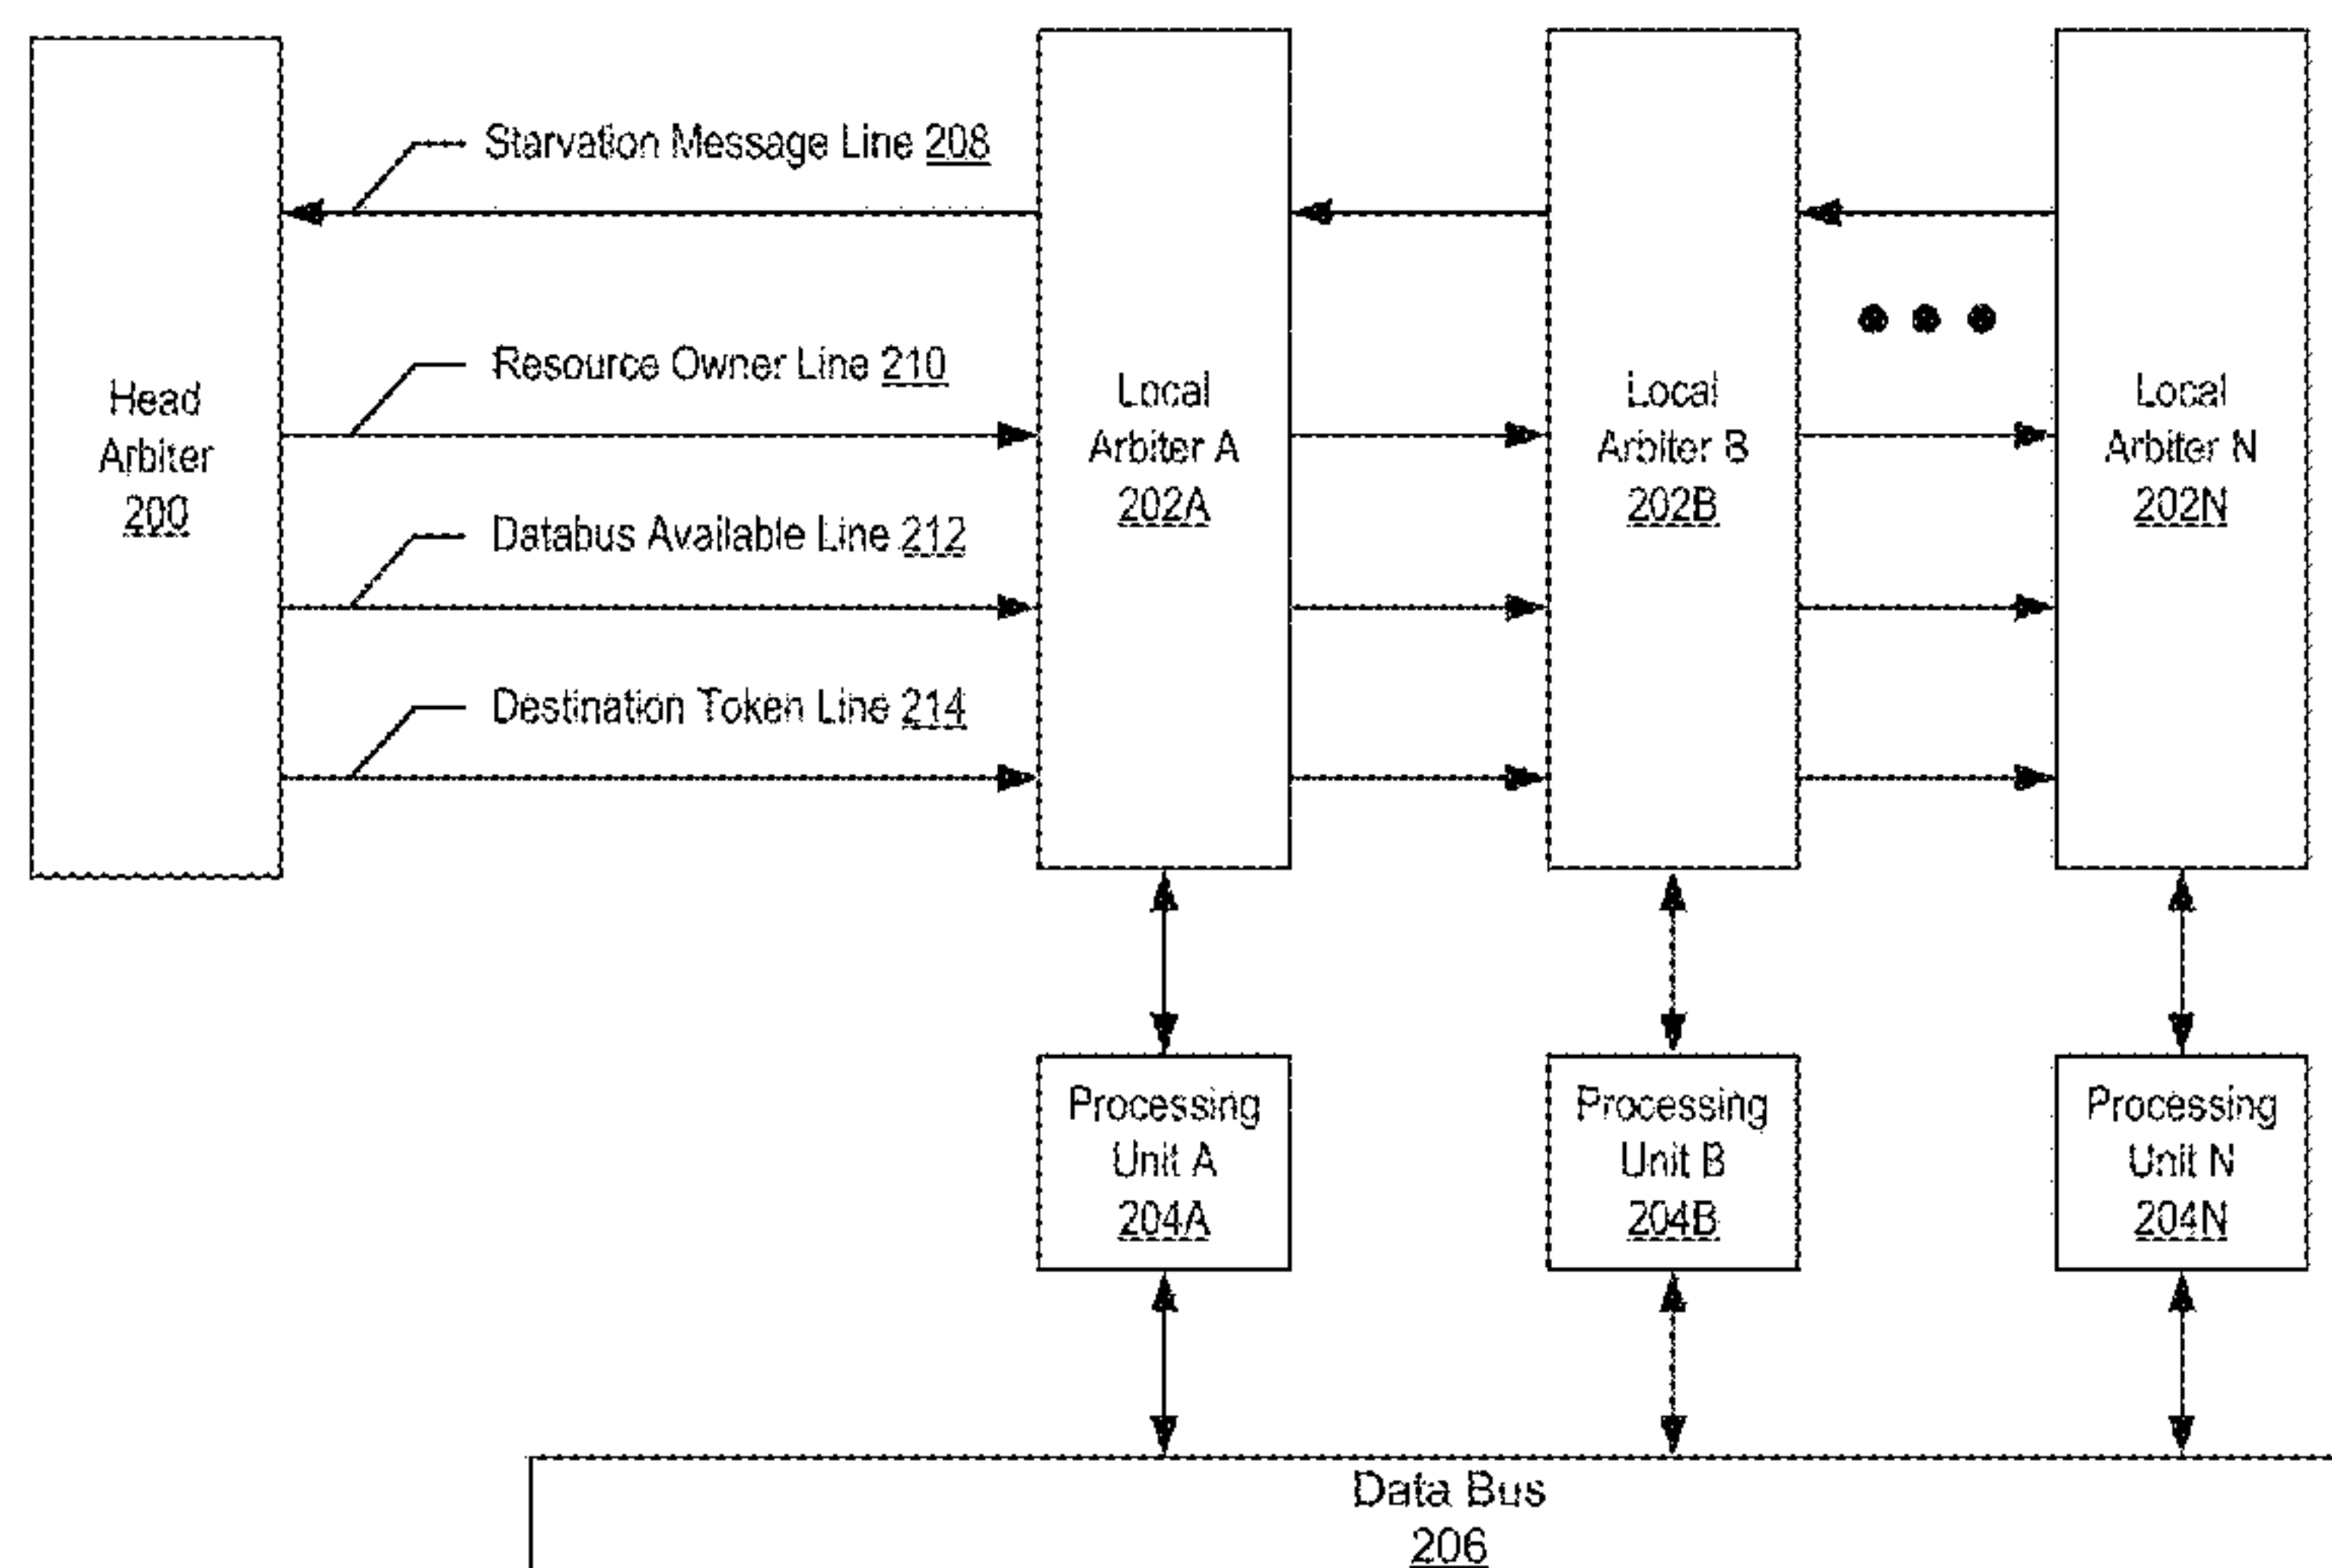 Starvation Message Line 208
Resource Owner Line 210
Databus Available Line 212
Destination Token Line 214
Head
Arbiter
200
Local
Arbiter A
202A
Local
Arbiter B
202B
Local
Arbiter N
202N
Processing
Unit A
204A
Processing
Unit B
204B
Processing
Unit N
204N
Data Bus
206